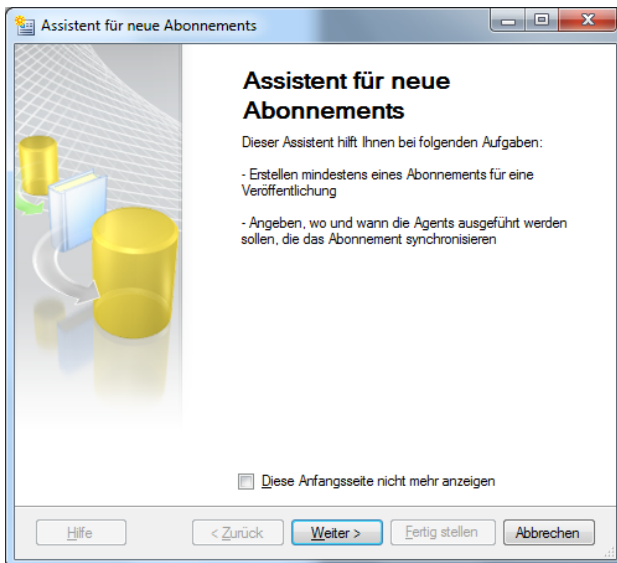 Assistent für neue Abonnements
Assistent für neue
Abonnements
Dieser Assistent hilft Ihnen bei folgenden Aufgaben:
- Erstellen mindestens eines Abonnements für eine
Veröffentlichung
- Angeben, wo und wann die Agents ausgeführt werden
sollen, die das Abonnement synchronisieren
Diese Anfangsseite nicht mehr anzeigen
Hilfe
< Zurück
Weiter >
Fertig stellen
Abbrechen